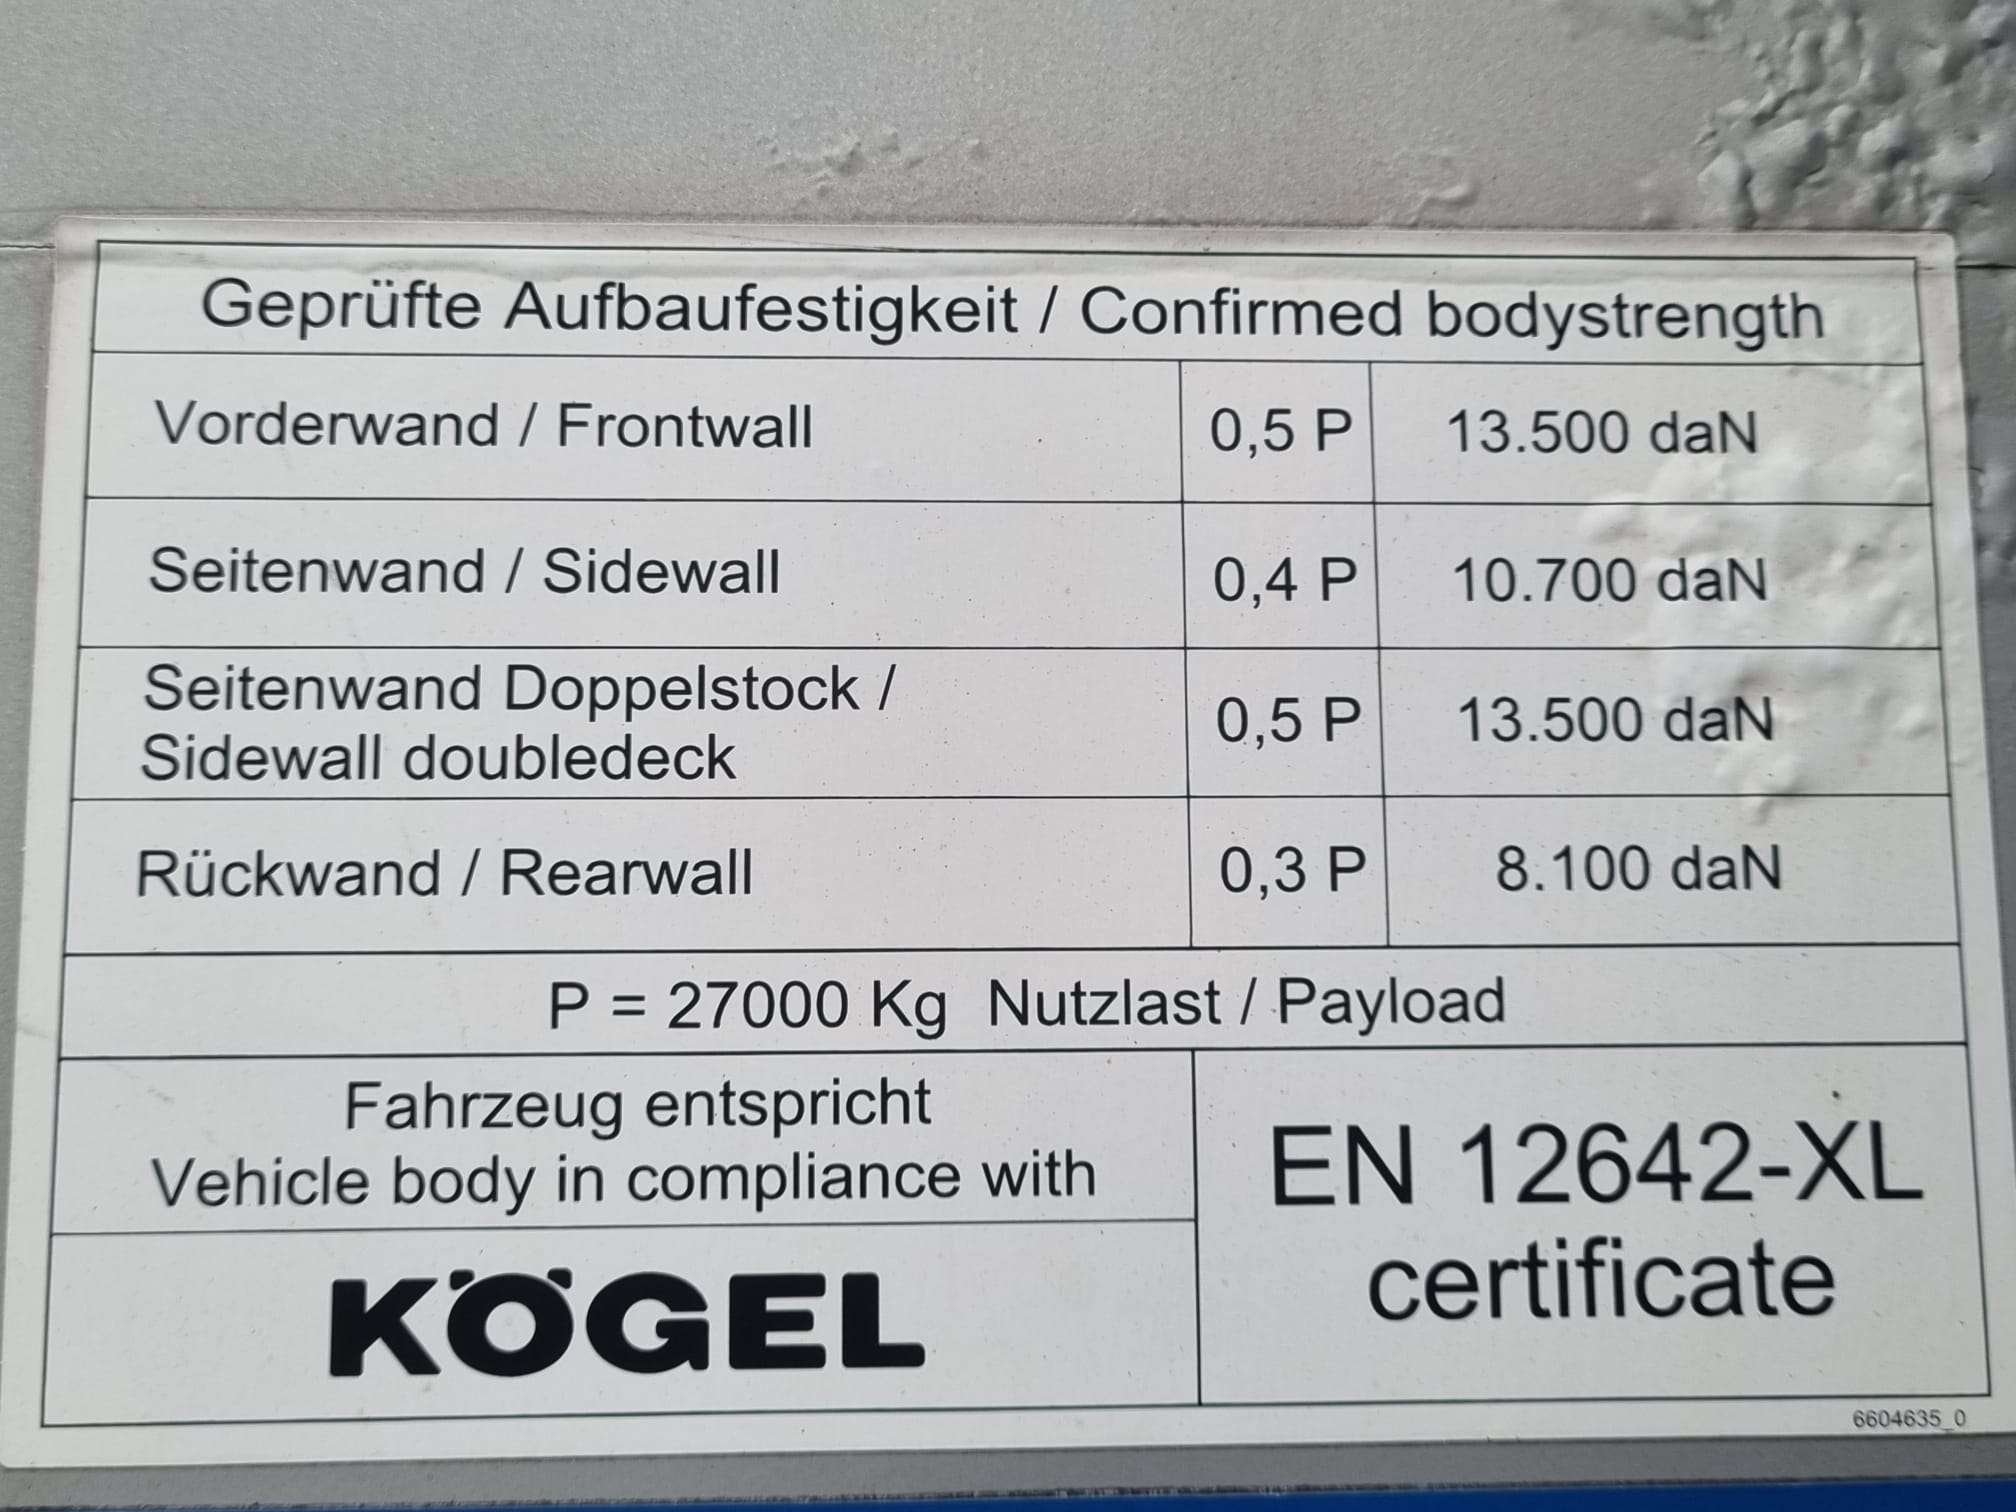 Geprüfte Aufbaufestigkeit / Confirmed bodystrength
Vorderwand / Frontwall 0,5 P 13.500 daN
Seitenwand / Sidewall 0,4 P 10.700 daN
Seitenwand Doppelstock /
Sidewall doubledeck 0,5 P 13.500 daN
Rückwand / Rearwall 0,3 P 8.100 daN
P = 27000 Kg Nutzlast / Payload
Fahrzeug entspricht
Vehicle body in compliance with
EN 12642-XL
certificate
KÖGEL
6604635_0